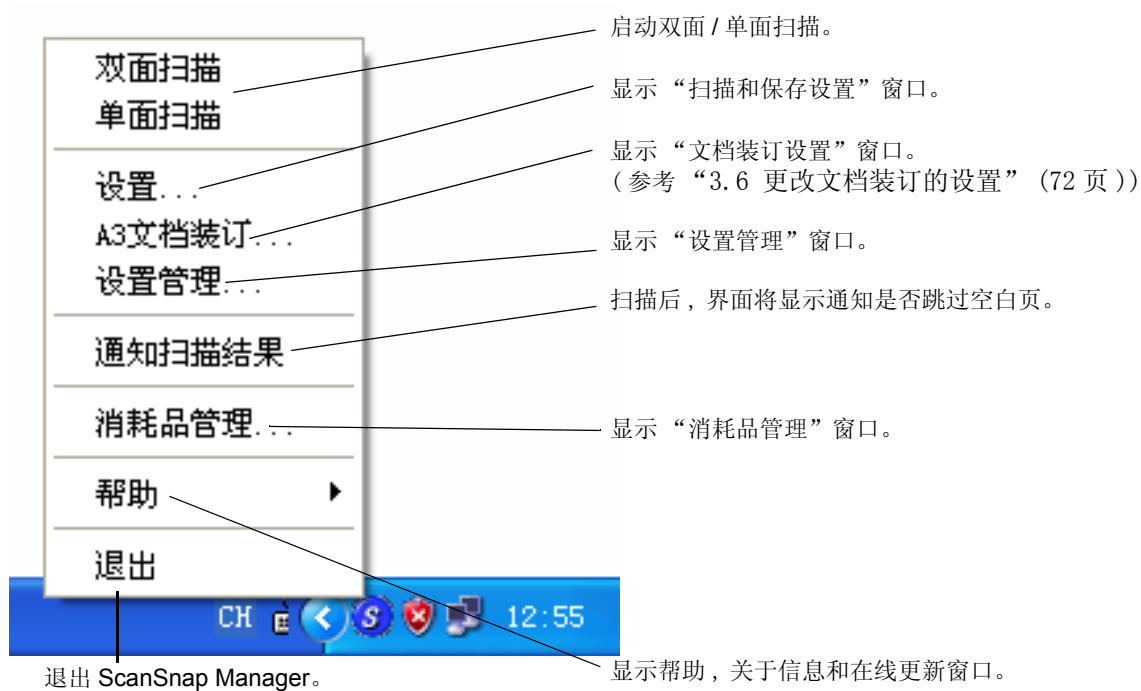 双面扫描
单面扫描
设置...
A3文档装订...
设置管理...
通知扫描结果
消耗品管理...
帮助
退出
CH
S
12:55
启动双面 / 单面扫描。
显示 “扫描和保存设置” 窗口。
显示 “文档装订设置” 窗口。
( 参考 “3.6 更改文档装订的设置” (72 页 ))
显示 “设置管理” 窗口。
扫描后 , 界面将显示通知是否跳过空白页。
显示 “消耗品管理” 窗口。
显示帮助 , 关于信息和在线更新窗口。
退出 ScanSnap Manager。